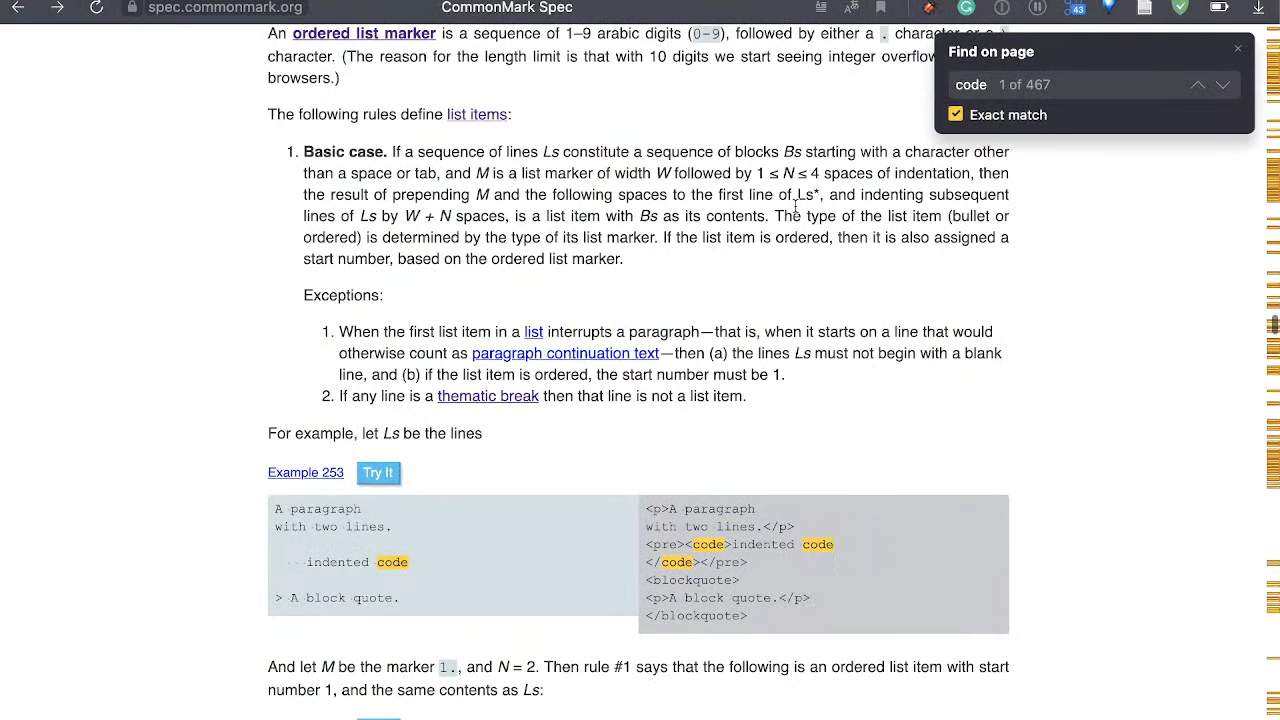 spec.commonmark.org
CommonMark Spec
43
An ordered list marker is a sequence of 1–9 arabic digits (0-9), followed by either a . character or a )
character. (The reason for the length limit is that with 10 digits we start seeing integer overflow
browsers.)
Find on page
code 1 of 467
Exact match
The following rules define list items:
1. Basic case. If a sequence of lines Ls constitute a sequence of blocks Bs starting with a character other
than a space or tab, and M is a list marker of width W followed by 1 ≤ N ≤ 4 spaces of indentation, then
the result of prepending M and the following spaces to the first line of Ls*, and indenting subsequent
lines of Ls by W + N spaces, is a list item with Bs as its contents. The type of the list item (bullet or
ordered) is determined by the type of its list marker. If the list item is ordered, then it is also assigned a
start number, based on the ordered list marker.
Exceptions:
1. When the first list item in a list interrupts a paragraph—that is, when it starts on a line that would
otherwise count as paragraph continuation text—then (a) the lines Ls must not begin with a blank
line, and (b) if the list item is ordered, the start number must be 1.
2. If any line is a thematic break then that line is not a list item.
For example, let Ls be the lines
Example 253 Try It
A paragraph
with two lines.
indented code
> A block quote.
<p>A paragraph
with two lines.</p>
<pre><code>indented code
</code></pre>
<blockquote>
<p>A block quote.</p>
</blockquote>
And let M be the marker 1., and N = 2. Then rule #1 says that the following is an ordered list item with start
number 1, and the same contents as Ls: